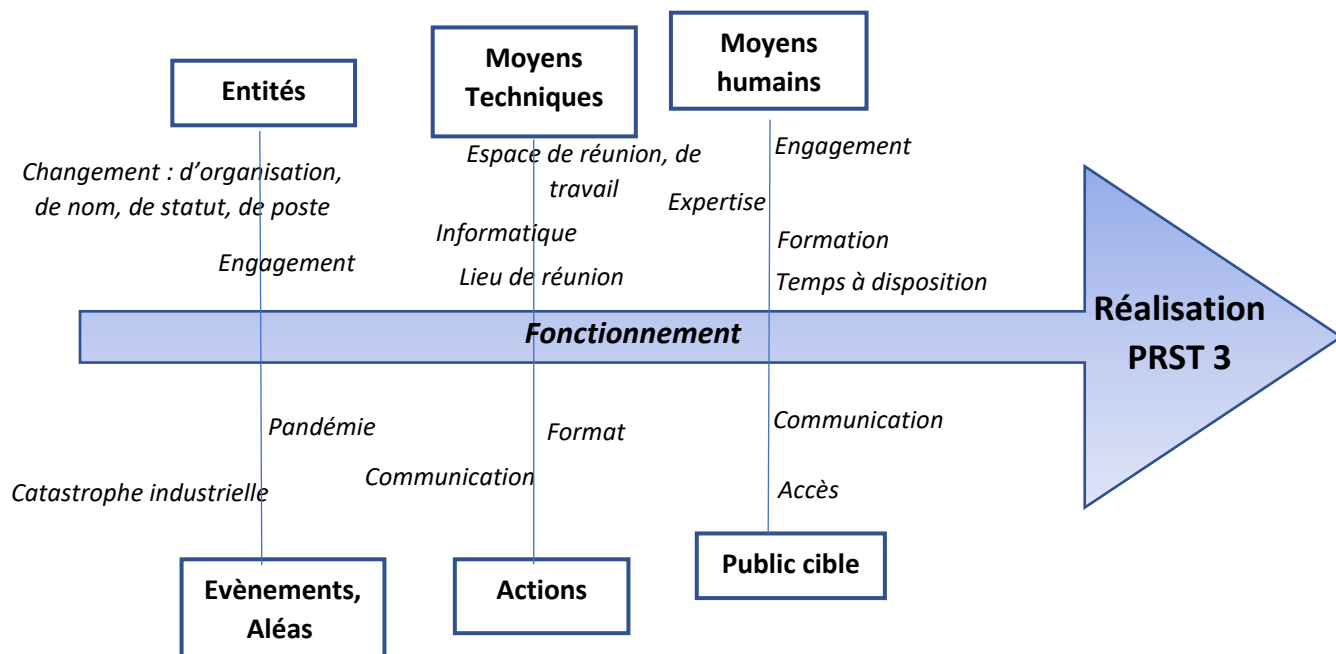 Entités
Moyens
Techniques
Moyens
humains
Changement : d’organisation,
de nom, de statut, de poste
Engagement
Espace de réunion, de
travail
Informatique
Lieu de réunion
Engagement
Expertise
Formation
Temps à disposition
Fonctionnement
Réalisation
PRST 3
Pandémie
Catastrophe industrielle
Format
Communication
Communication
Accès
Evènements,
Aléas
Actions
Public cible